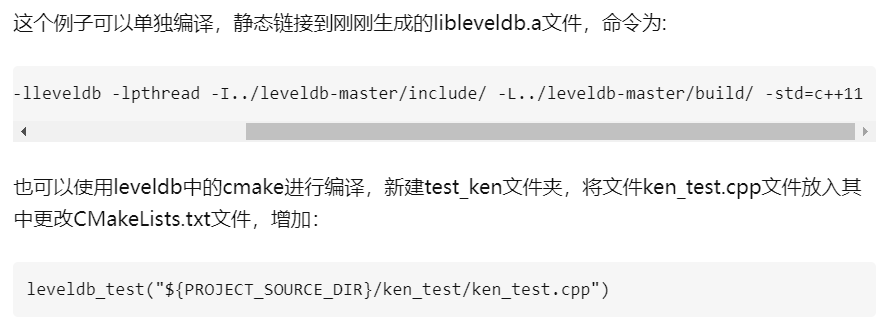 这个例子可以单独编译，静态链接到刚刚生成的libleveldb.a文件，命令为:
-lleveldb -lpthread -I../leveldb-master/include/ -L../leveldb-master/build/ -std=c++11
也可以使用leveldb中的cmake进行编译，新建test_ken文件夹，将文件ken_test.cpp文件放入其
中更改CMakeLists.txt文件，增加：
leveldb_test("${PROJECT_SOURCE_DIR}/ken_test/ken_test.cpp")